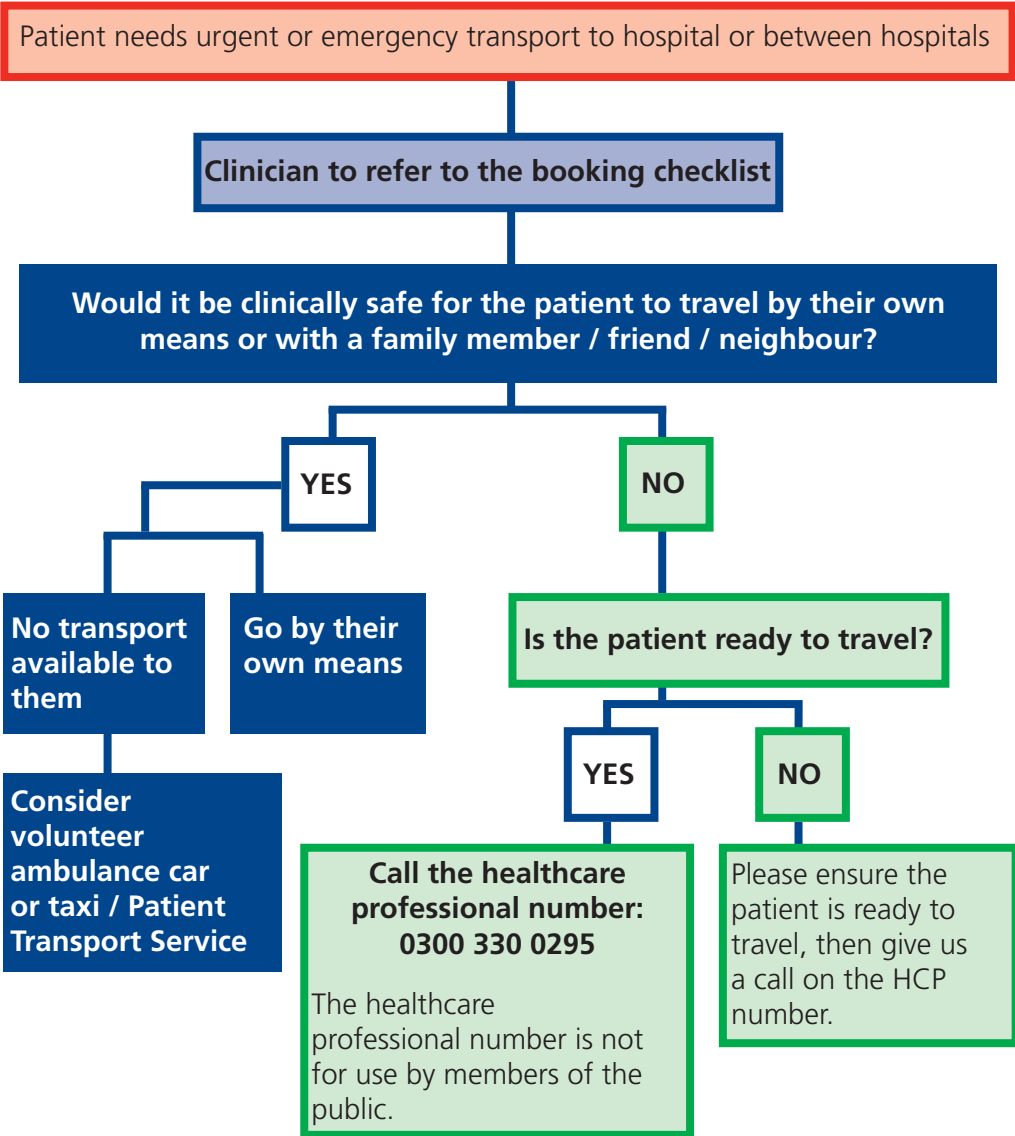 Patient needs urgent or emergency transport to hospital or between hospitals
Clinician to refer to the booking checklist
Would it be clinically safe for the patient to travel by their own
means or with a family member / friend / neighbour?
YES
NO
No transport
available to
them
Go by their
own means
Is the patient ready to travel?
YES
NO
Consider
volunteer
ambulance car
or taxi / Patient
Transport Service
Call the healthcare
professional number:
0300 330 0295
The healthcare
professional number is not
for use by members of the
public.
Please ensure the
patient is ready to
travel, then give us
a call on the HCP
number.